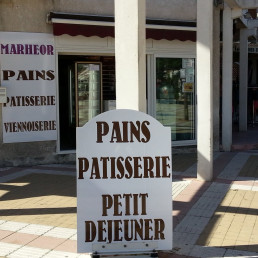 MARHEOR
PAINS
PATISSERIE
VIENNOISERIE
PAINS
PATISSERIE
PETIT
DEJEUNER